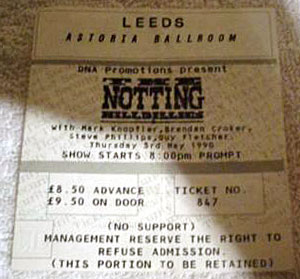 LEEDS
ASTORIA BALLROOM
DNA Promotions present
THE
NOTTING
HILLBILLIES
With Mark Knopfler, Brendan Croker,
Steve Phillips, Guy Fletcher.
Thursday 3rd May 1990
SHOW STARTS 8:00pm PROMPT
£8.50 ADVANCE TICKET NO.
£9.50 ON DOOR 847
(NO SUPPORT)
MANAGEMENT RESERVE THE RIGHT TO
REFUSE ADMISSION.
(THIS PORTION TO BE RETAINED)